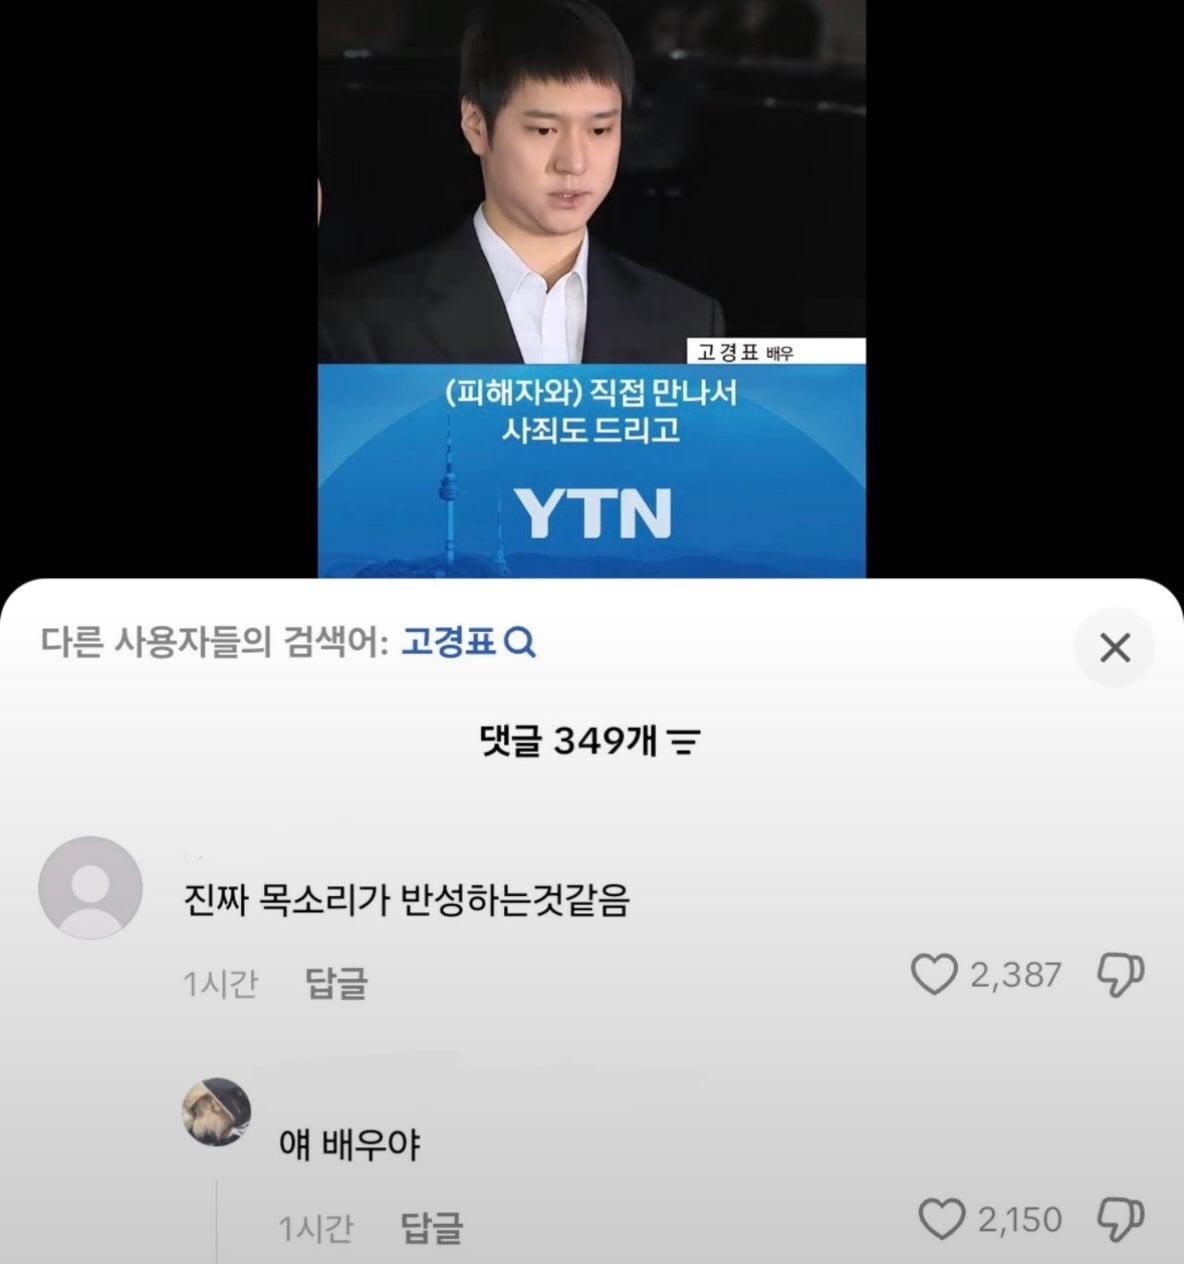 고경표 배우
(피해자와) 직접 만나서
사죄도 드리고
YTN
다른 사용자들의 검색어: 고경표
댓글 349개
진짜 목소리가 반성하는것같음
1시간 답글 2,387
얘 배우야
1시간 답글 2,150